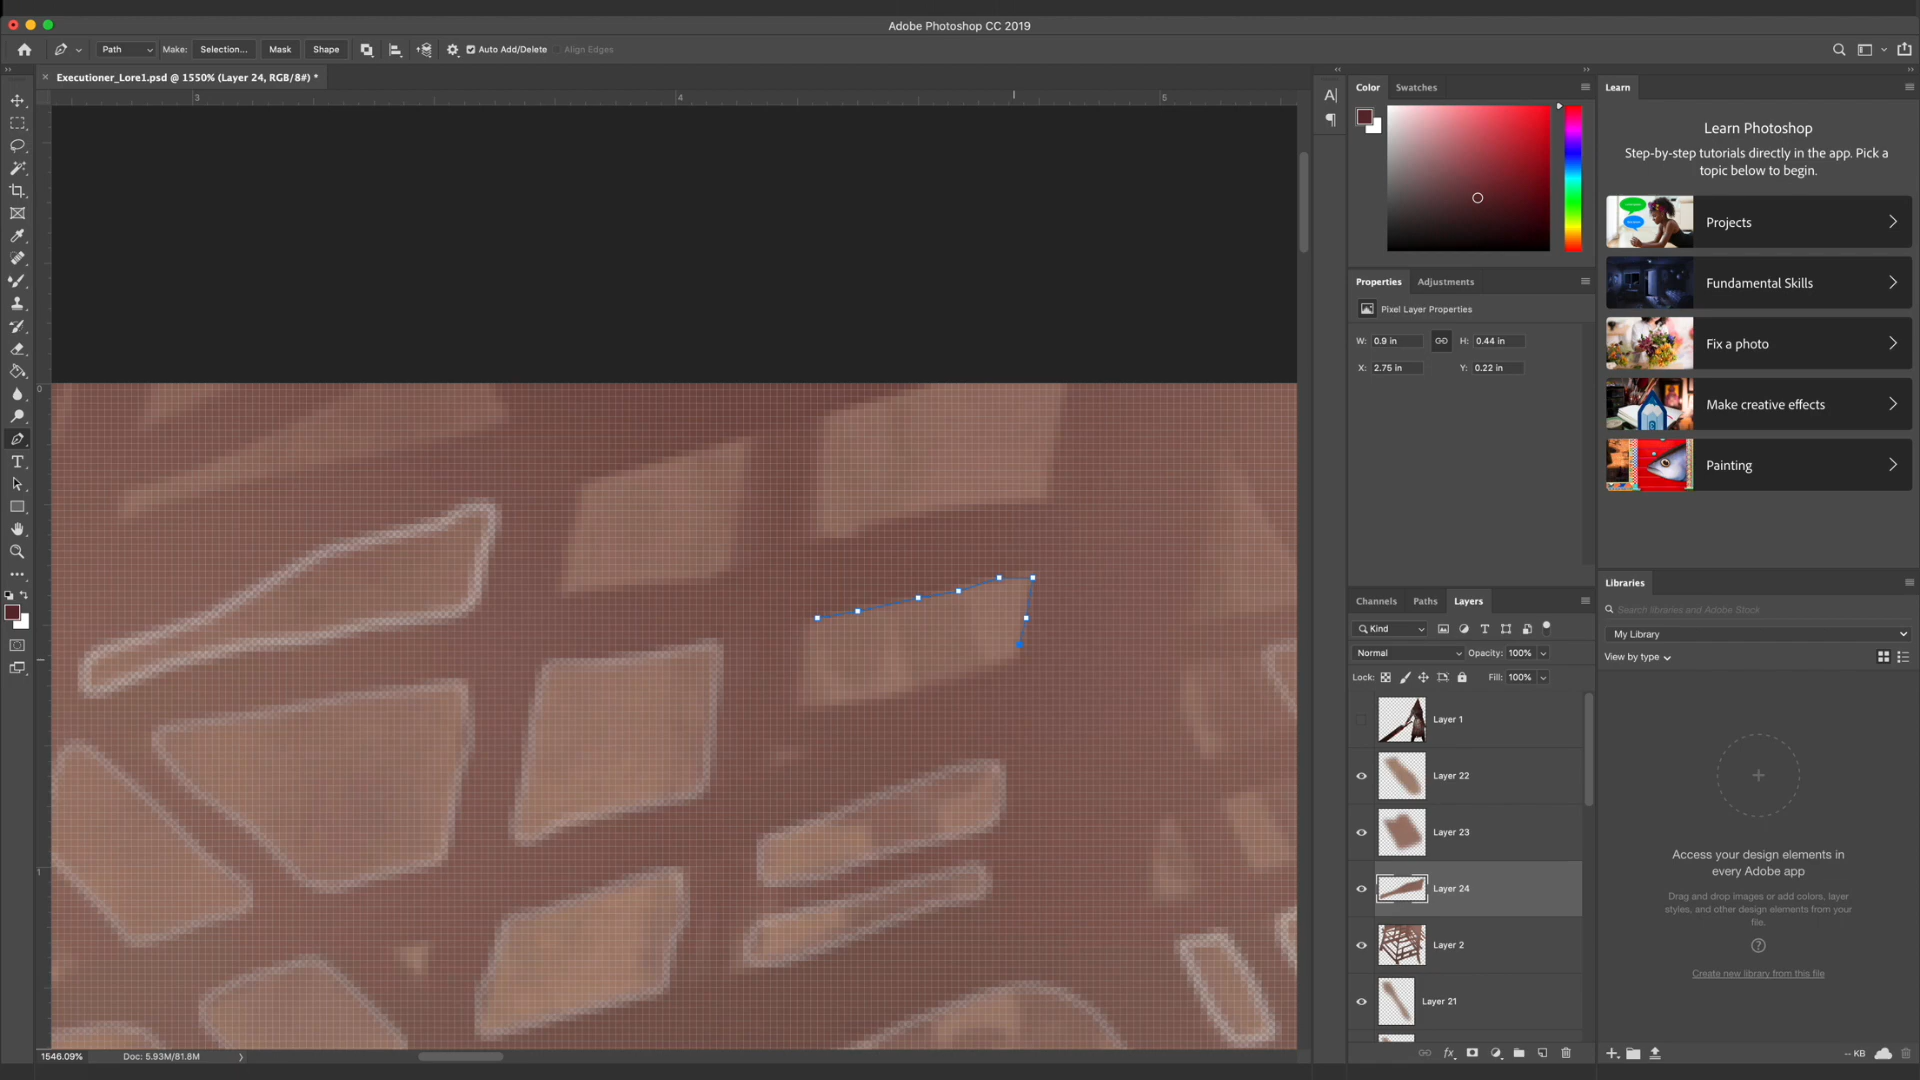 Adobe Photoshop CC 2019
Path
Make:
Selection...
Mask
Shape
Auto Add/Delete
Align Edges
Executioner_Lore1.psd @ 1550% (Layer 24, RGB/8#) *
3
4
5
0
1
1546.09%
Doc: 5.93M/81.8M
Color
Swatches
Properties
Adjustments
Pixel Layer Properties
W: 0.9 in
H: 0.44 in
X: 2.75 in
Y: 0.22 in
Channels
Paths
Layers
Kind
Normal
Opacity: 100%
Lock:
Fill: 100%
Layer 1
Layer 22
Layer 23
Layer 24
Layer 2
Layer 21
fx
Learn
Learn Photoshop
Step-by-step tutorials directly in the app. Pick a
topic below to begin.
Projects
Fundamental Skills
Fix a photo
Make creative effects
Painting
Libraries
Search libraries and Adobe Stock
My Library
View by type
Access your design elements in
every Adobe app
Drag and drop images or add colors, layer
styles, and other design elements from your
file.
Create new library from this file
-- KB